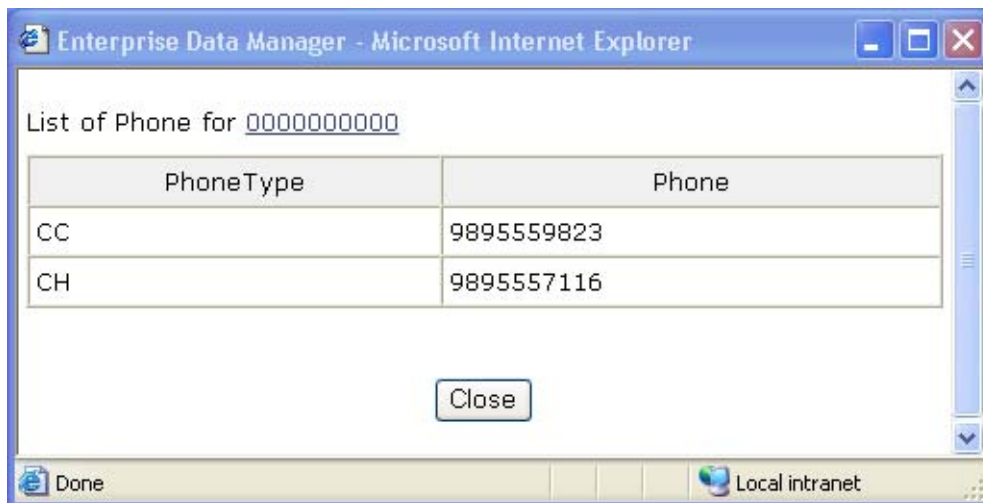 Enterprise Data Manager - Microsoft Internet Explorer
List of Phone for 0000000000
PhoneType Phone
CC 9895559823
CH 9895557116
Close
Done Local intranet